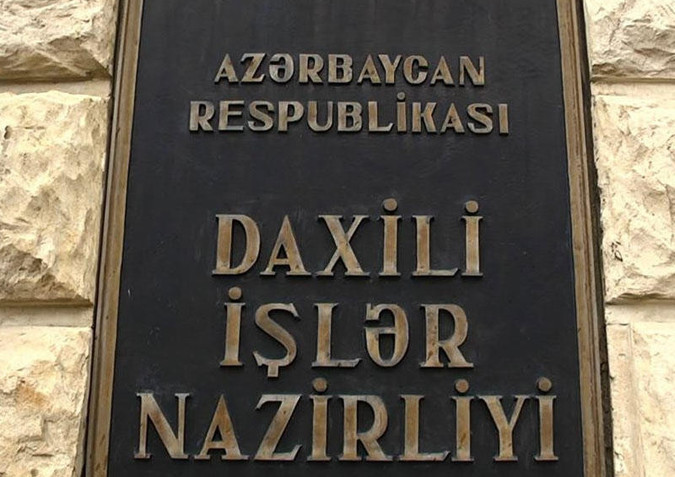 AZƏRBAYCAN
RESPUBLİKASI
DAXİLİ
İŞLƏR
NAZİRLİYİ